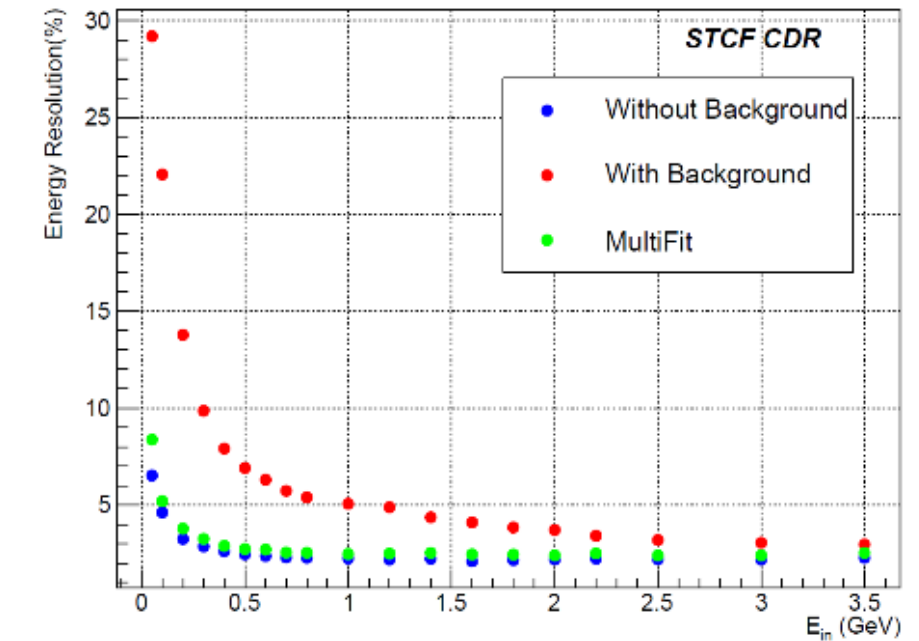 STCF CDR
Energy Resolution(%)
30
25
20
15
10
5
Without Background
With Background
MultiFit
0 0.5 1 1.5 2 2.5 3 3.5
E_in (GeV)